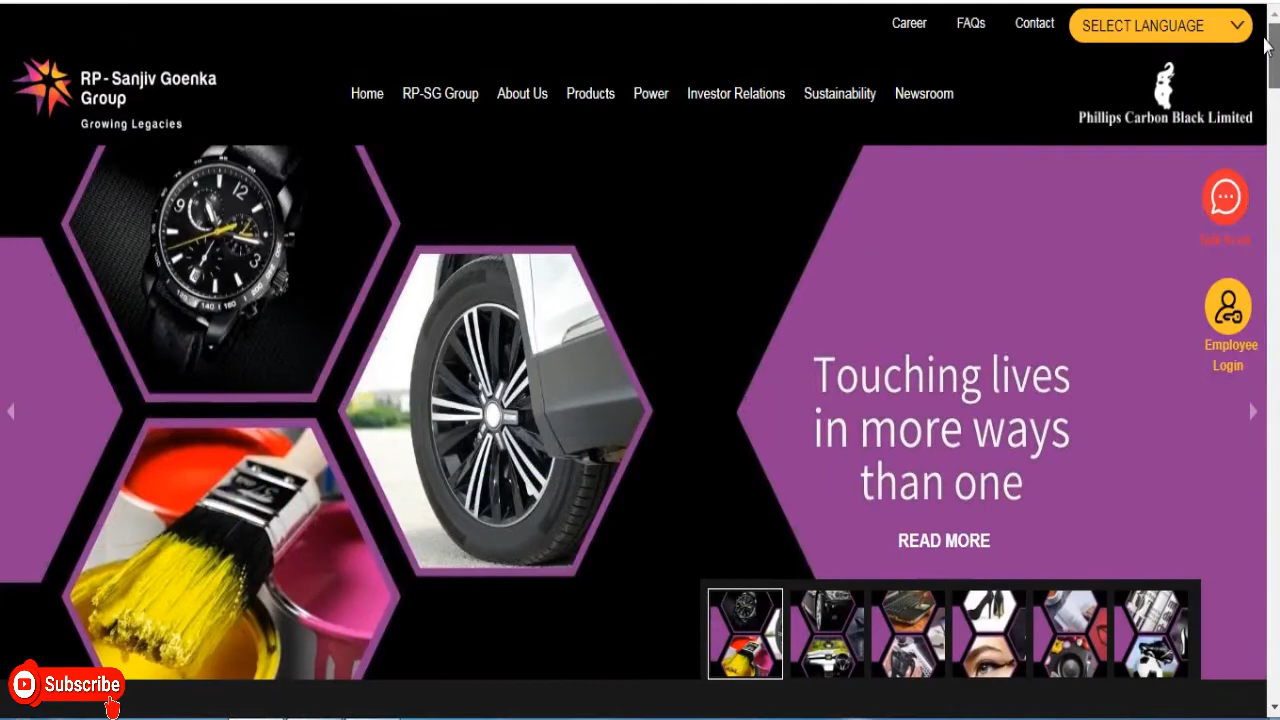 Career FAQs Contact SELECT LANGUAGE
RP - Sanjiv Goenka
Group
Growing Legacies
Home RP-SG Group About Us Products Power Investor Relations Sustainability Newsroom
Phillips Carbon Black Limited
Employee
Login
Touching lives
in more ways
than one
READ MORE
Subscribe